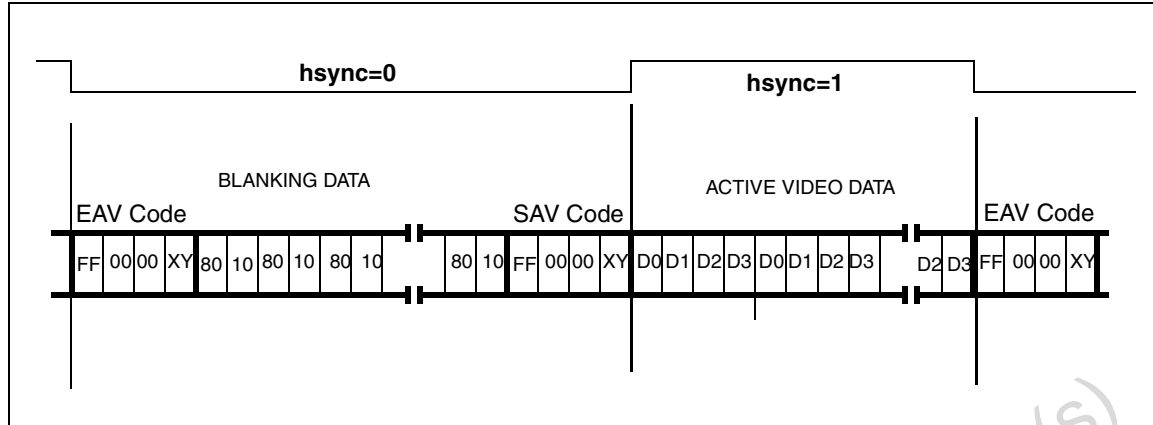 hsync=0
hsync=1
BLANKING DATA
ACTIVE VIDEO DATA
EAV Code
SAV Code
EAV Code
FF 00 00 XY 80 10 80 10 80 10 80 10 FF 00 00 XY D0 D1 D2 D3 D0 D1 D2 D3 D2 D3 FF 00 00 XY
(s)